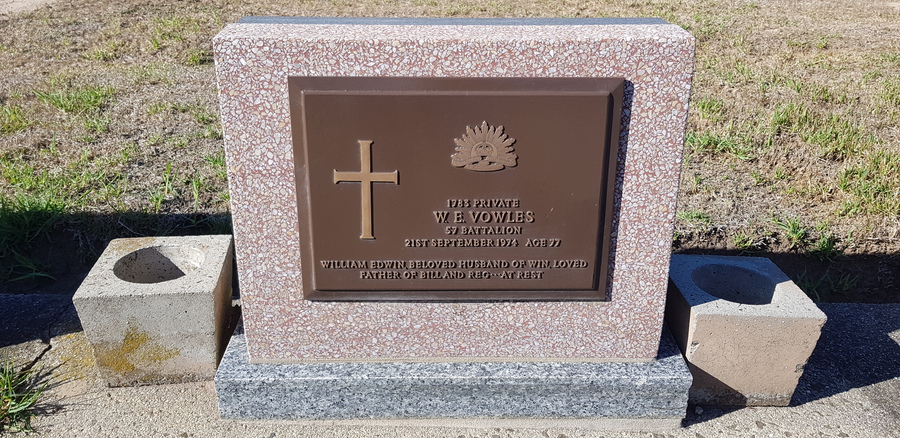 1783 PRIVATE
W. E. VOWLES
57 BATTALION
21ST SEPTEMBER 1974 AGE 77
WILLIAM EDWIN, BELOVED HUSBAND OF WIN, LOVED
FATHER OF BILL AND REG---AT REST